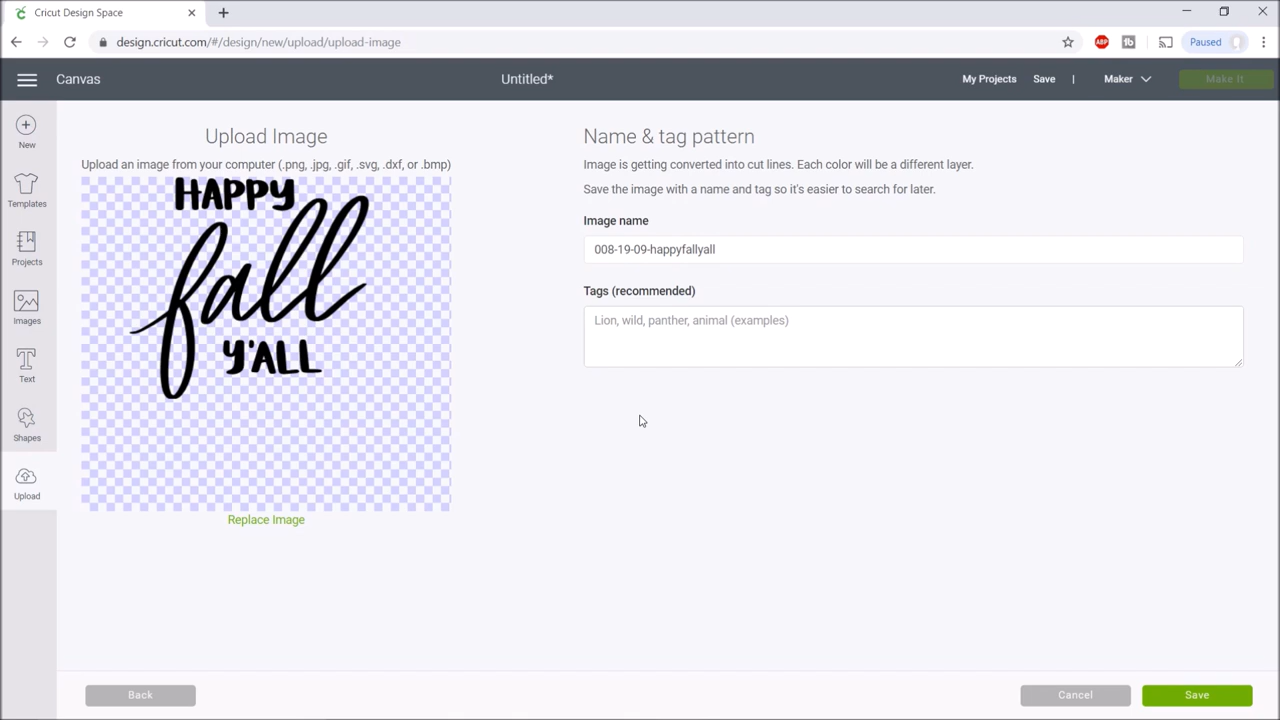 Cricut Design Space
design.cricut.com/#/design/new/upload/upload-image
ABP
Paused
Canvas
Untitled*
My Projects
Save
|
Maker
Make It
New
Templates
Projects
Images
Text
Shapes
Upload
Upload Image
Upload an image from your computer (.png, .jpg, .gif, .svg, .dxf, or .bmp)
HAPPY
fall
Y'ALL
Replace Image
Name & tag pattern
Image is getting converted into cut lines. Each color will be a different layer.
Save the image with a name and tag so it's easier to search for later.
Image name
008-19-09-happyfallyall
Tags (recommended)
Lion, wild, panther, animal (examples)
Back
Cancel
Save